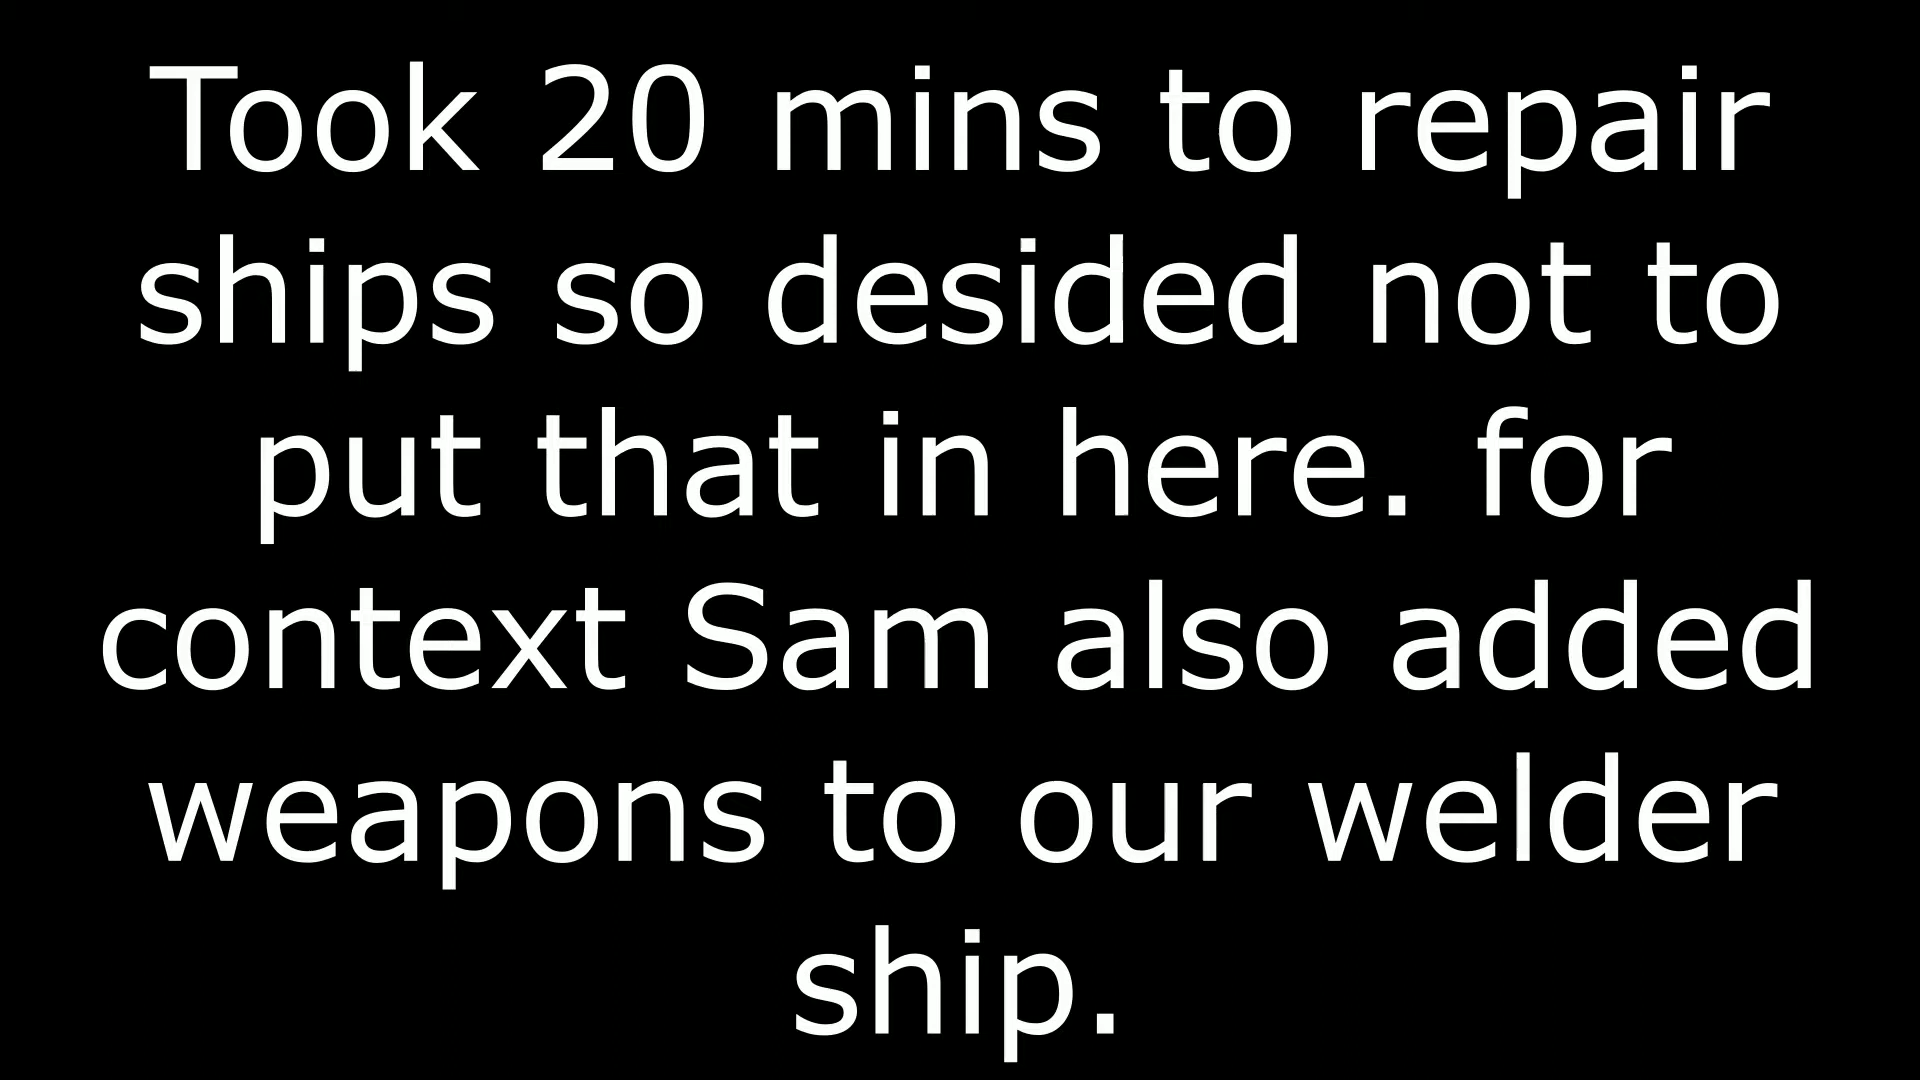 Took 20 mins to repair
ships so desided not to
put that in here. for
context Sam also added
weapons to our welder
ship.